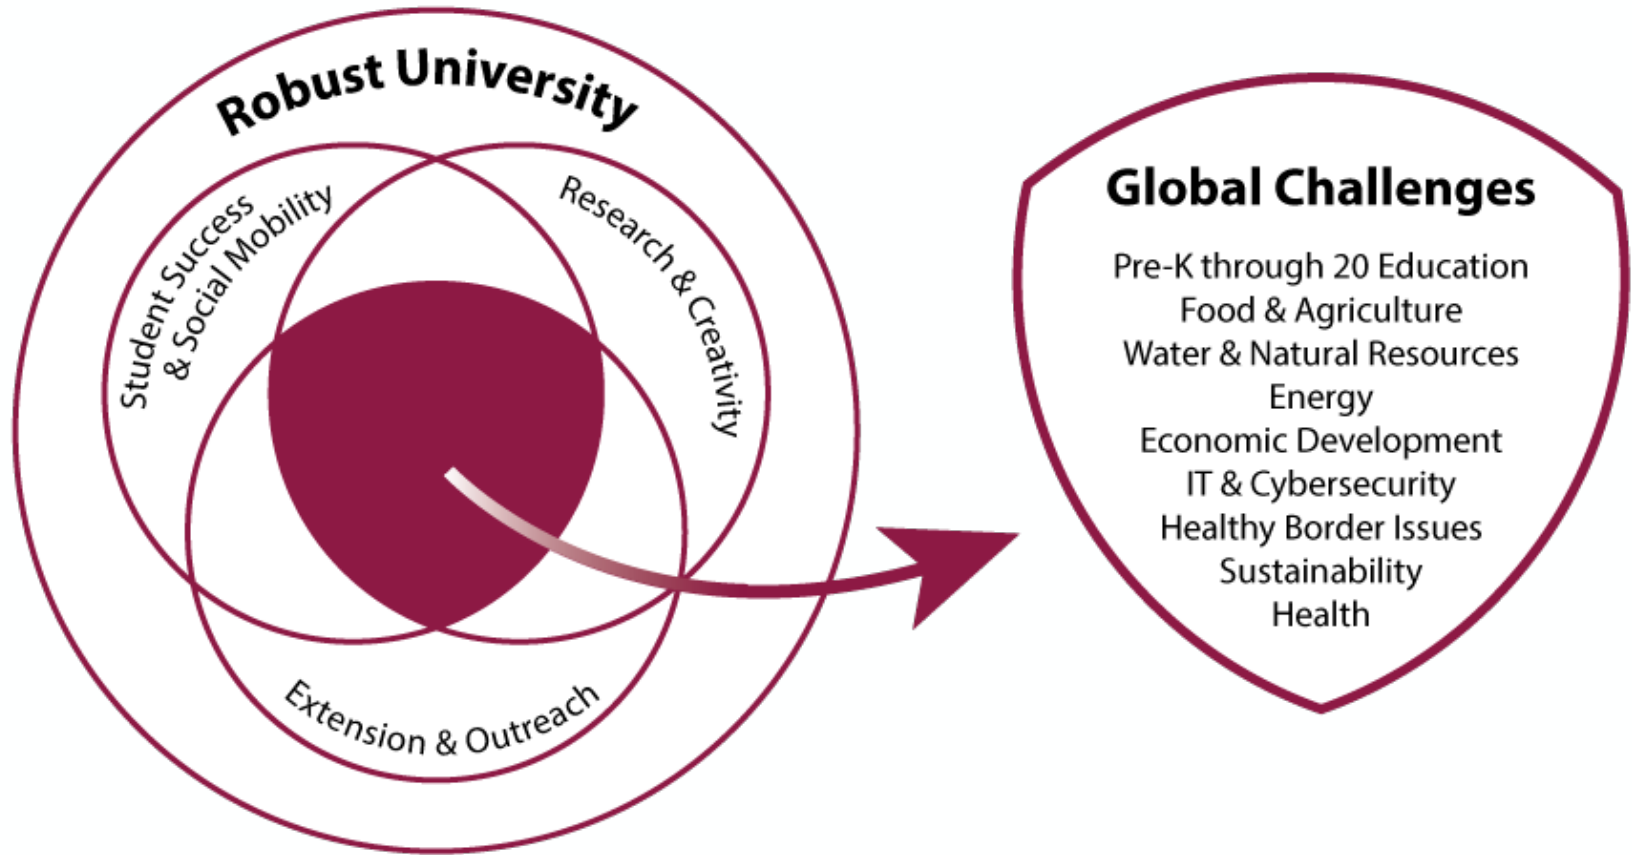 Robust University
Student Success
& Social Mobility
Research & Creativity
Extension & Outreach
Global Challenges
Pre-K through 20 Education
Food & Agriculture
Water & Natural Resources
Energy
Economic Development
IT & Cybersecurity
Healthy Border Issues
Sustainability
Health